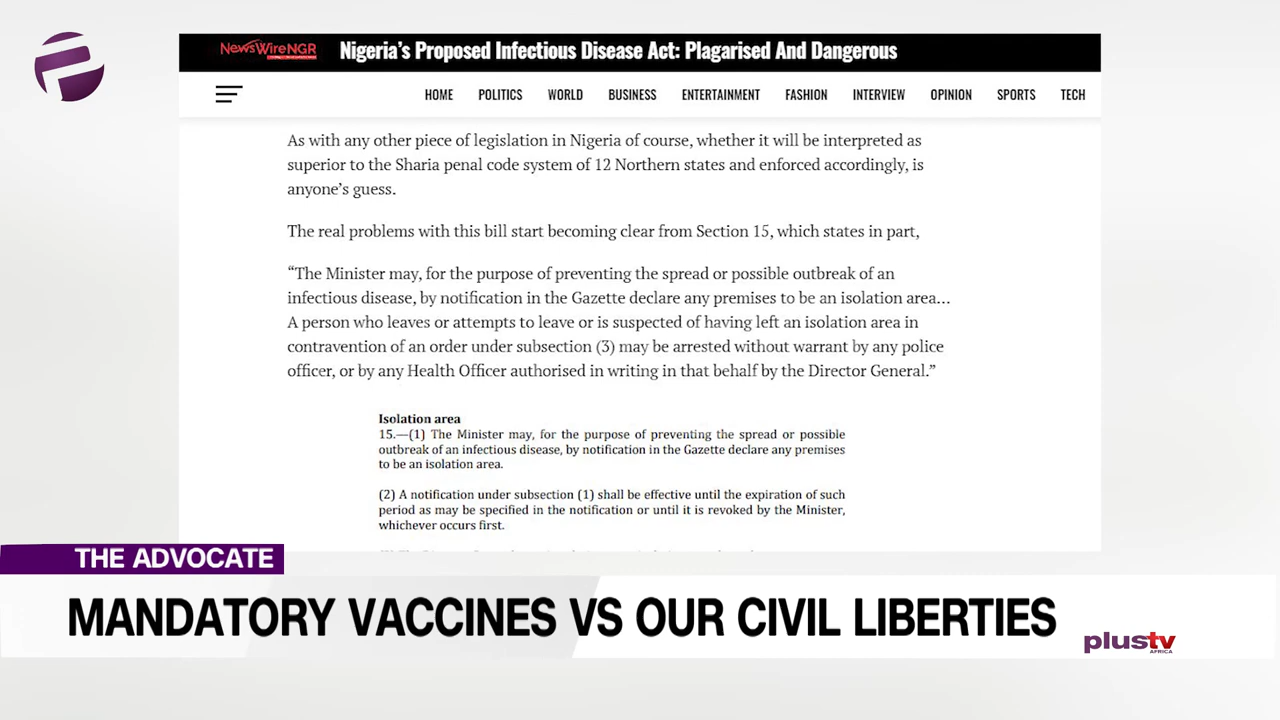 NewsWireNGR
Nigeria's Proposed Infectious Disease Act: Plagarised And Dangerous
HOME POLITICS WORLD BUSINESS ENTERTAINMENT FASHION INTERVIEW OPINION SPORTS TECH
As with any other piece of legislation in Nigeria of course, whether it will be interpreted as
superior to the Sharia penal code system of 12 Northern states and enforced accordingly, is
anyone's guess.
The real problems with this bill start becoming clear from Section 15, which states in part,
“The Minister may, for the purpose of preventing the spread or possible outbreak of an
infectious disease, by notification in the Gazette declare any premises to be an isolation area…
A person who leaves or attempts to leave or is suspected of having left an isolation area in
contravention of an order under subsection (3) may be arrested without warrant by any police
officer, or by any Health Officer authorised in writing in that behalf by the Director General.”
Isolation area
15.—(1) The Minister may, for the purpose of preventing the spread or possible
outbreak of an infectious disease, by notification in the Gazette declare any premises
to be an isolation area.
(2) A notification under subsection (1) shall be effective until the expiration of such
period as may be specified in the notification or until it is revoked by the Minister,
whichever occurs first.
THE ADVOCATE
MANDATORY VACCINES VS OUR CIVIL LIBERTIES
plustv
AFRICA